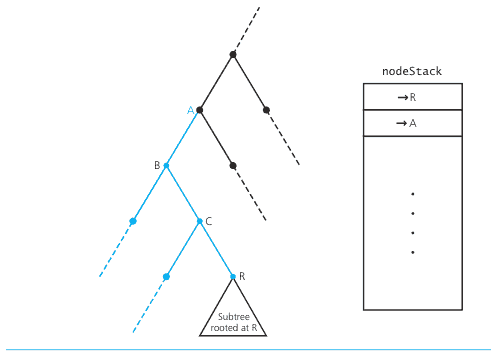 nodeStack
→R
A
→A
B
C
R
Subtree
rooted at R